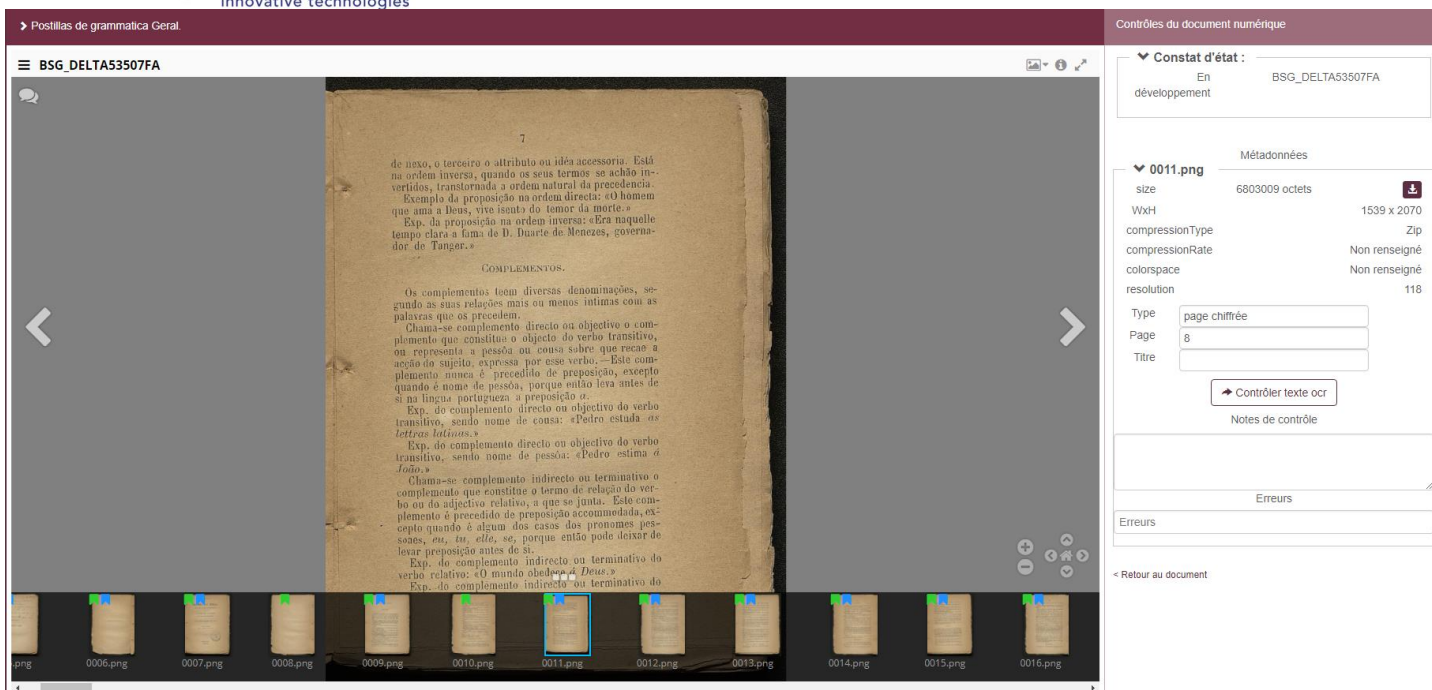 innovative technologies
Postillas de grammatica Geral.
BSG_DELTA53507FA
7
de nexo, o terceiro o attributo ou idéa accessoria. Está
na ordem inversa, quando os seus termos se achão in-
vertidos, transtornada a ordem natural da precedencia.
Exemplo da proposição na ordem directa: «O homem
que ama a Deus, vive isento do temor da morte.»
Exp. da proposição na ordem inversa: «Era naquelle
tempo clara a fama de D. Duarte de Menezes, governa-
dor de Tanger.»
COMPLEMENTOS.
Os complementos teem diversas denominações, se-
gundo as suas relações mais ou menos intimas com as
palavras que os precedem.
Chama-se complemento directo ou objectivo o com-
plemento que constitue o objecto do verbo transitivo,
ou representa a pessôa ou cousa sobre que recae a
acção do sujeito, expressa por esse verbo.—Este com-
plemento nunca é precedido de preposição, excepto
quando é nome de pessôa, porque então leva antes de
si na lingua portugueza a preposição a.
Exp. do complemento directo ou objectivo do verbo
transitivo, sendo nome de cousa: «Pedro estuda as
lettras latinas.»
Exp. do complemento directo ou objectivo do verbo
transitivo, sendo nome de pessôa: «Pedro estima á
João.»
Chama-se complemento indirecto ou terminativo o
complemento que constitue o termo de relação do ver-
bo ou do adjectivo relativo, a que se junta. Este com-
plemento é precedido de preposição accommodada, ex-
cepto quando é algum dos casos dos pronomes pes-
soaes, eu, tu, elle, se, porque então pode deixar de
levar preposição antes de si.
Exp. do complemento indirecto ou terminativo do
verbo relativo: «O mundo obedece á Deus.»
Exp. do complemento indirecto ou terminativo do
.png
0006.png
0007.png
0008.png
0009.png
0010.png
0011.png
0012.png
0013.png
0014.png
0015.png
0016.png
Contrôles du document numérique
Constat d'état :
En développement BSG_DELTA53507FA
Métadonnées
0011.png
size 6803009 octets
WxH 1539 x 2070
compressionType Zip
compressionRate Non renseigné
colorspace Non renseigné
resolution 118
Type page chiffrée
Page 8
Titre
Contrôler texte ocr
Notes de contrôle
Erreurs
Erreurs
< Retour au document